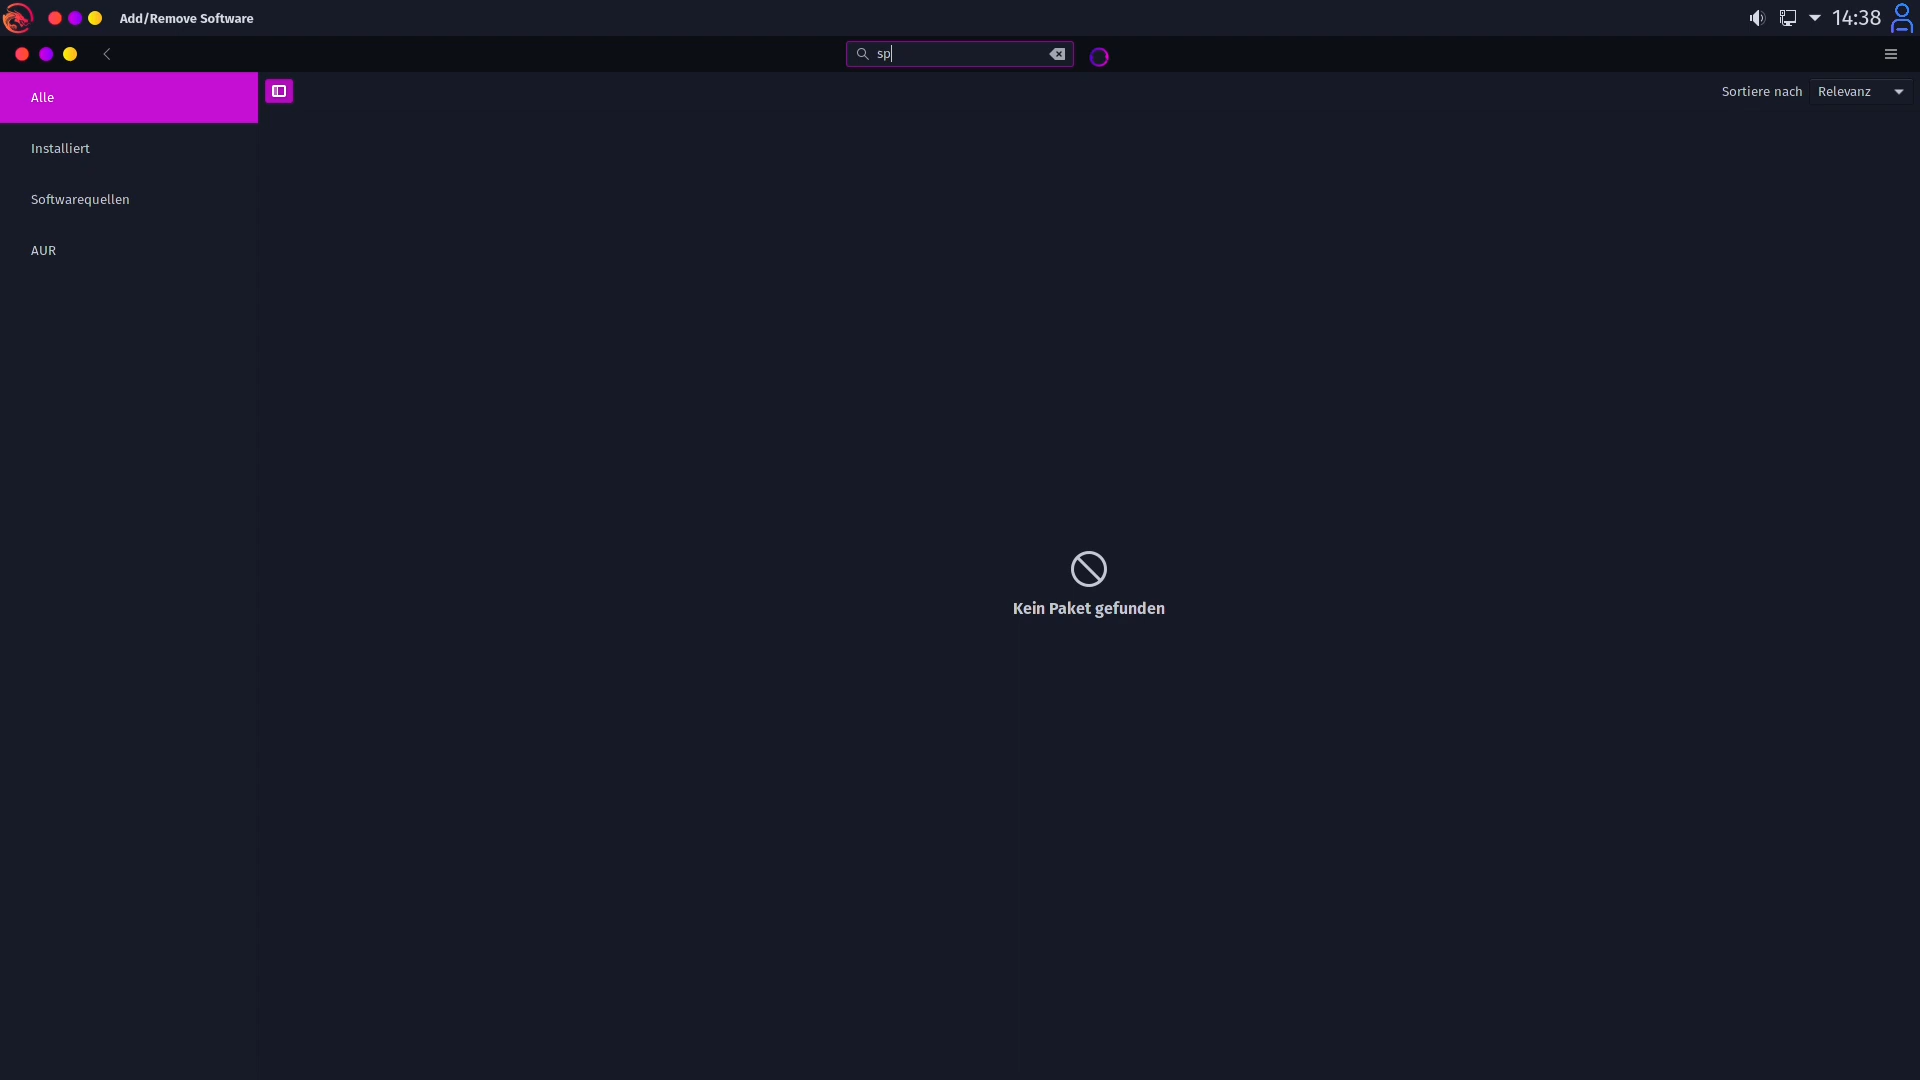 Add/Remove Software
14:38
sp
Alle
Sortiere nach Relevanz
Installiert
Softwarequellen
AUR
Kein Paket gefunden